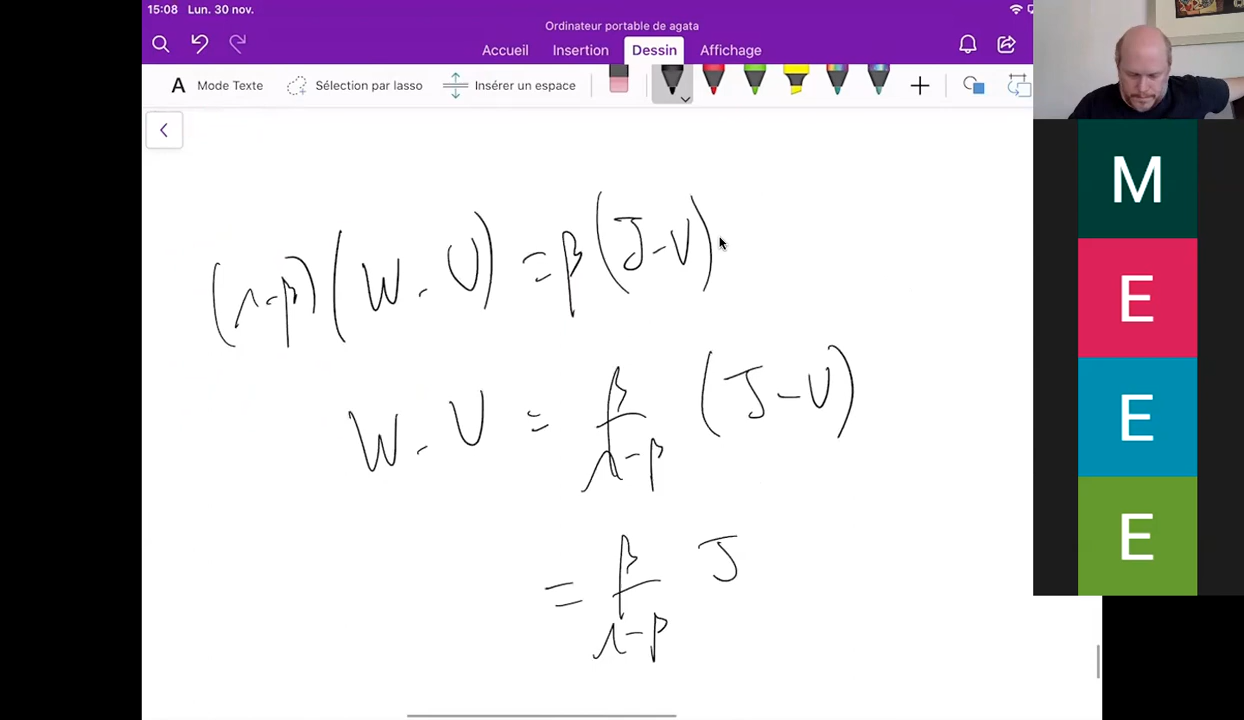 15:08 Lun. 30 nov.
Ordinateur portable de agata
Accueil Insertion Dessin Affichage
A Mode Texte Sélection par lasso Insérer un espace
(1-β)(W-U) = β(J-V)
W-U = β/(1-β) (J-V)
= β/(1-β) J
M
E
E
E